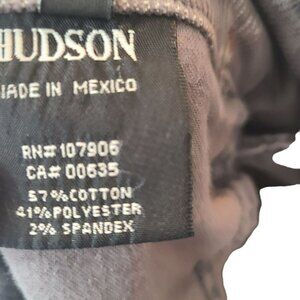 HUDSON
MADE IN MEXICO
RN# 107906
CA# 00635
57% COTTON
41% POLYESTER
2% SPANDEX